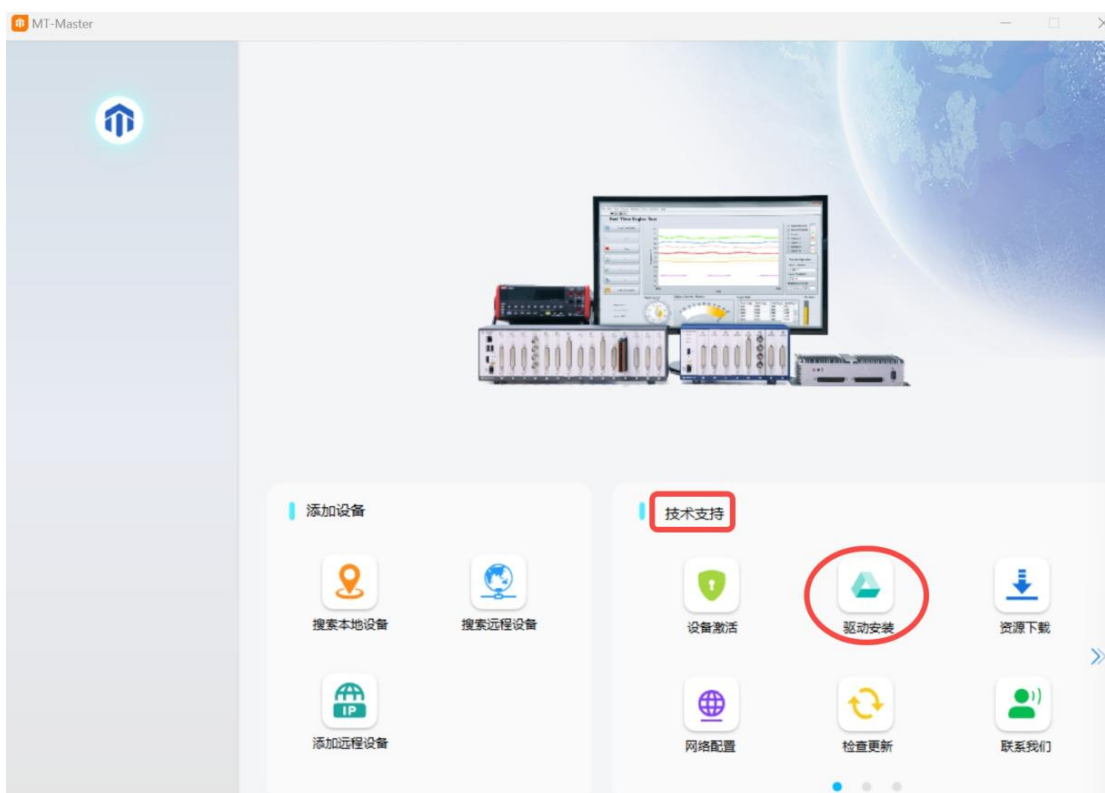 MT-Master
添加设备
技术支持
搜索本地设备
搜索远程设备
设备激活
驱动安装
资源下载
添加远程设备
IP
网络配置
检查更新
联系我们